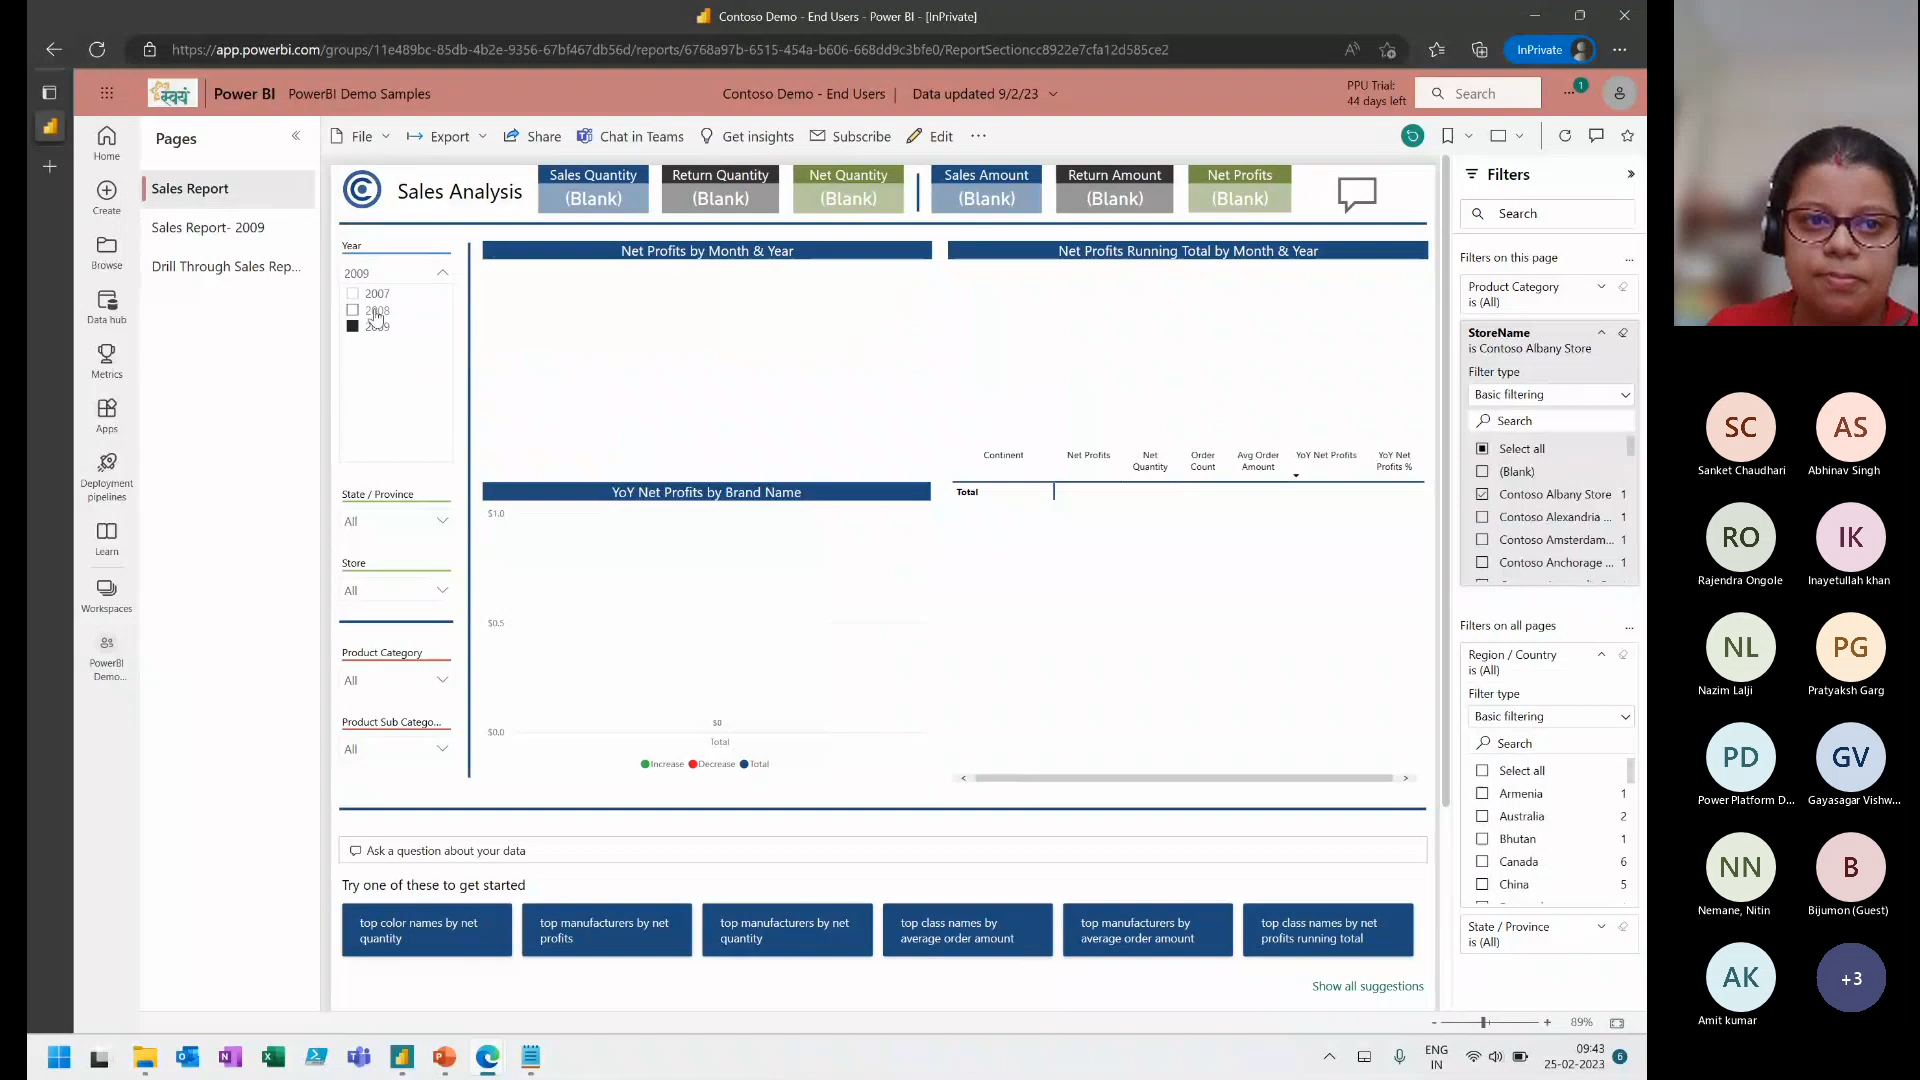 Contoso Demo - End Users - Power BI - [InPrivate]
https://app.powerbi.com/groups/11e489bc-85db-4b2e-9356-67bf467db56d/reports/6768a97b-6515-454a-b606-668dd9c3bfe0/ReportSectioncc8922e7cfa12d585ce2
InPrivate
स्वयं
Power BI
PowerBI Demo Samples
Contoso Demo - End Users | Data updated 9/2/23
PPU Trial:
44 days left
Search
1
Home
Create
Browse
Data hub
Metrics
Apps
Deployment
pipelines
Learn
Workspaces
PowerBI
Demo...
Pages
Sales Report
Sales Report- 2009
Drill Through Sales Rep...
File
Export
Share
Chat in Teams
Get insights
Subscribe
Edit
Sales Analysis
Sales Quantity
(Blank)
Return Quantity
(Blank)
Net Quantity
(Blank)
Sales Amount
(Blank)
Return Amount
(Blank)
Net Profits
(Blank)
Year
2009
2007
2008
2009
State / Province
All
Store
All
Product Category
All
Product Sub Catego...
All
Net Profits by Month & Year
Net Profits Running Total by Month & Year
YoY Net Profits by Brand Name
$1.0
$0.5
$0.0
$0
Total
Increase
Decrease
Total
Continent
Net Profits
Net
Quantity
Order
Count
Avg Order
Amount
YoY Net Profits
YoY Net
Profits %
Total
Ask a question about your data
Try one of these to get started
top color names by net
quantity
top manufacturers by net
profits
top manufacturers by net
quantity
top class names by
average order amount
top manufacturers by
average order amount
top class names by net
profits running total
Show all suggestions
Filters
Search
Filters on this page
Product Category
is (All)
StoreName
is Contoso Albany Store
Filter type
Basic filtering
Search
Select all
(Blank)
Contoso Albany Store 1
Contoso Alexandria ... 1
Contoso Amsterdam... 1
Contoso Anchorage ... 1
Filters on all pages
Region / Country
is (All)
Filter type
Basic filtering
Search
Select all
Armenia 1
Australia 2
Bhutan 1
Canada 6
China 5
State / Province
is (All)
89%
ENG
IN
09:43
25-02-2023
6
SC
Sanket Chaudhari
AS
Abhinav Singh
RO
Rajendra Ongole
IK
Inayetullah khan
NL
Nazim Lalji
PG
Pratyaksh Garg
PD
Power Platform D...
GV
Gayasagar Vishw...
NN
Nemane, Nitin
B
Bijumon (Guest)
AK
Amit kumar
+3